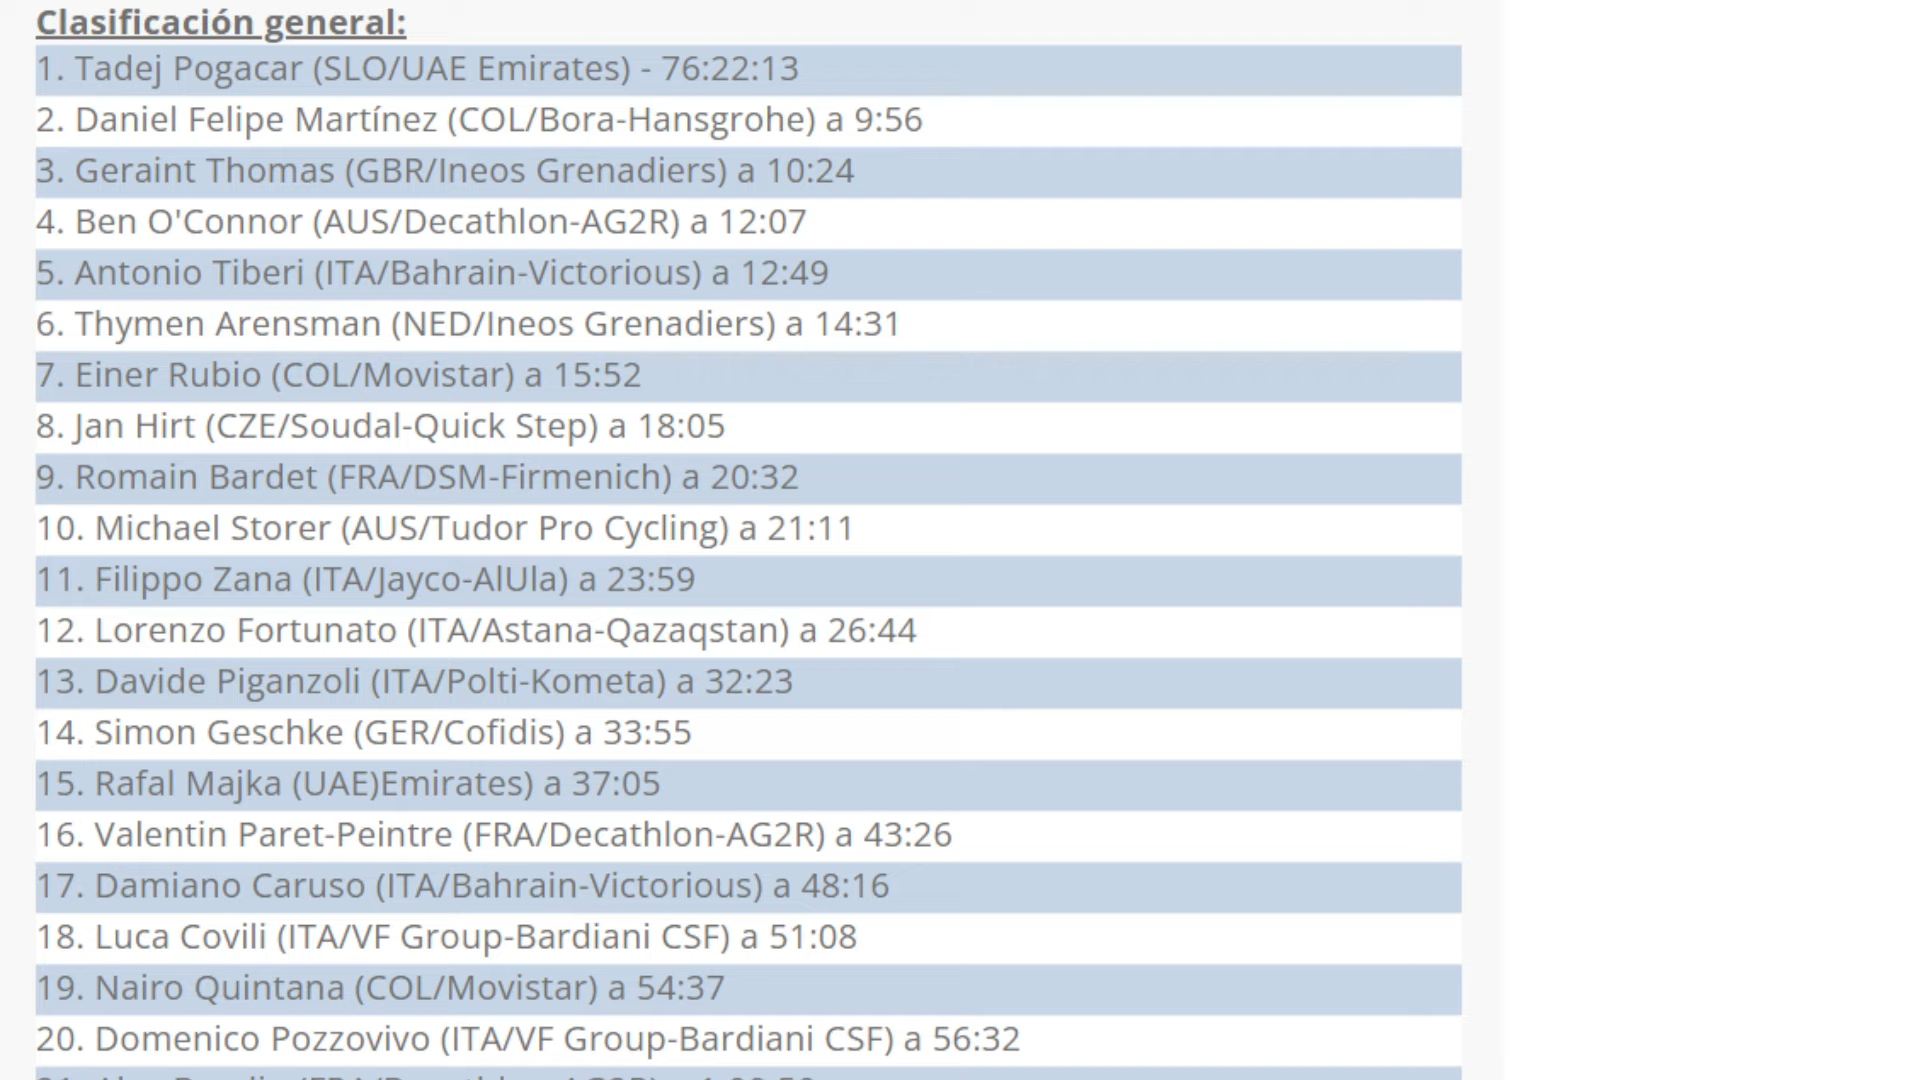 Clasificación general:
1. Tadej Pogacar (SLO/UAE Emirates) - 76:22:13
2. Daniel Felipe Martínez (COL/Bora-Hansgrohe) a 9:56
3. Geraint Thomas (GBR/Ineos Grenadiers) a 10:24
4. Ben O'Connor (AUS/Decathlon-AG2R) a 12:07
5. Antonio Tiberi (ITA/Bahrain-Victorious) a 12:49
6. Thymen Arensman (NED/Ineos Grenadiers) a 14:31
7. Einer Rubio (COL/Movistar) a 15:52
8. Jan Hirt (CZE/Soudal-Quick Step) a 18:05
9. Romain Bardet (FRA/DSM-Firmenich) a 20:32
10. Michael Storer (AUS/Tudor Pro Cycling) a 21:11
11. Filippo Zana (ITA/Jayco-AlUla) a 23:59
12. Lorenzo Fortunato (ITA/Astana-Qazaqstan) a 26:44
13. Davide Piganzoli (ITA/Polti-Kometa) a 32:23
14. Simon Geschke (GER/Cofidis) a 33:55
15. Rafal Majka (UAE)Emirates) a 37:05
16. Valentin Paret-Peintre (FRA/Decathlon-AG2R) a 43:26
17. Damiano Caruso (ITA/Bahrain-Victorious) a 48:16
18. Luca Covili (ITA/VF Group-Bardiani CSF) a 51:08
19. Nairo Quintana (COL/Movistar) a 54:37
20. Domenico Pozzovivo (ITA/VF Group-Bardiani CSF) a 56:32